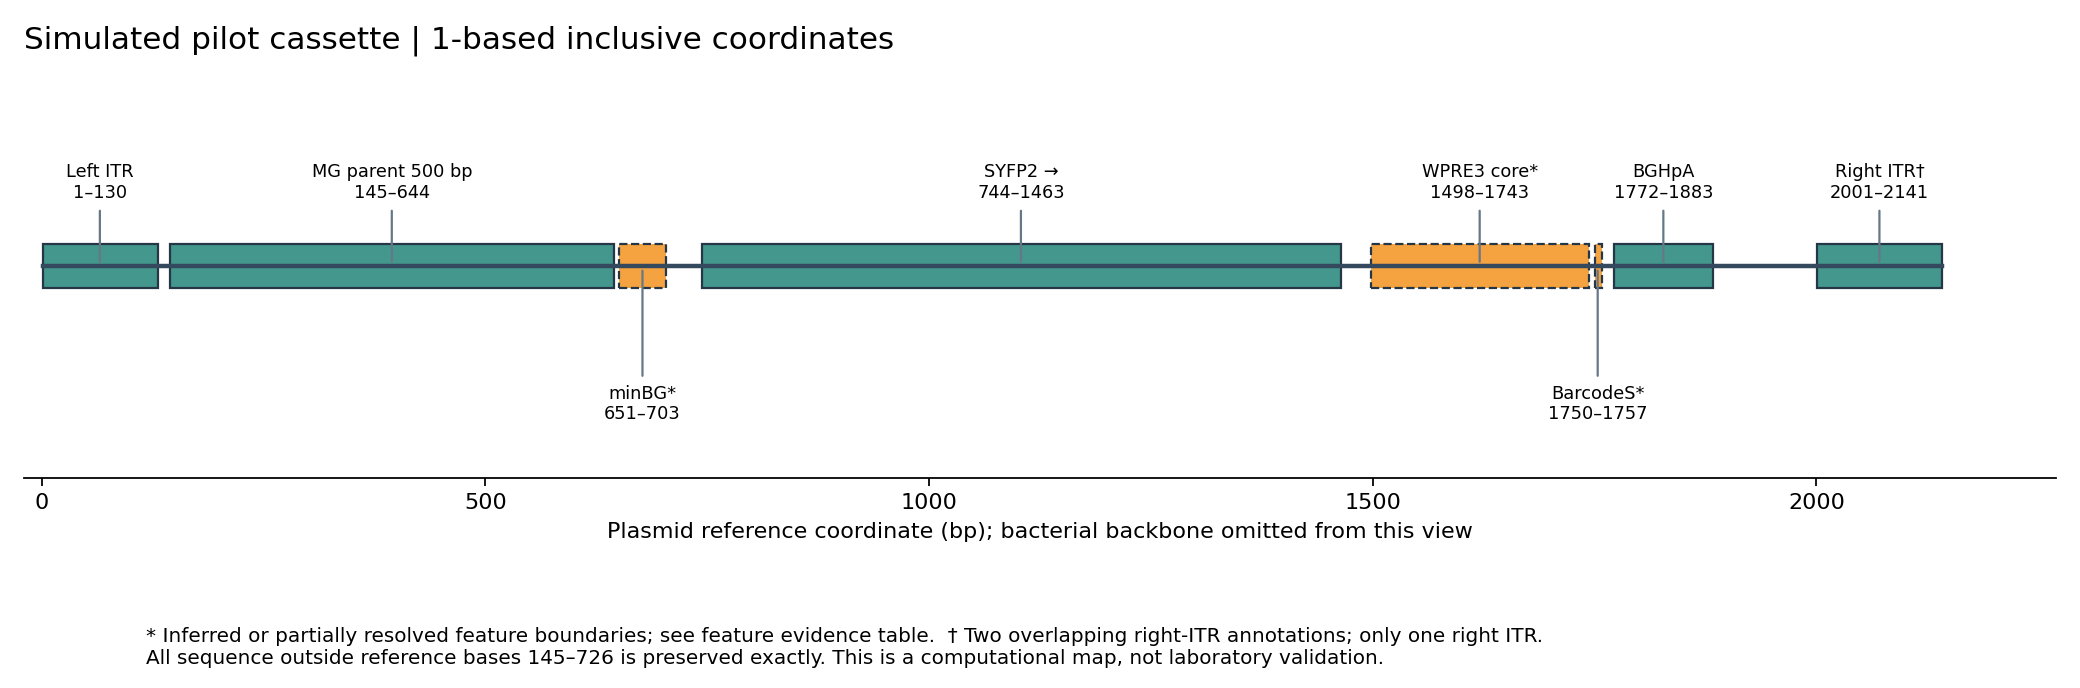 Simulated pilot cassette | 1-based inclusive coordinates
Left ITR
1–130
MG parent 500 bp
145–644
SYFP2 →
744–1463
WPRE3 core*
1498–1743
BGHpA
1772–1883
Right ITR†
2001–2141
minBG*
651–703
BarcodeS*
1750–1757
0 500 1000 1500 2000
Plasmid reference coordinate (bp); bacterial backbone omitted from this view
* Inferred or partially resolved feature boundaries; see feature evidence table. † Two overlapping right-ITR annotations; only one right ITR.
All sequence outside reference bases 145–726 is preserved exactly. This is a computational map, not laboratory validation.